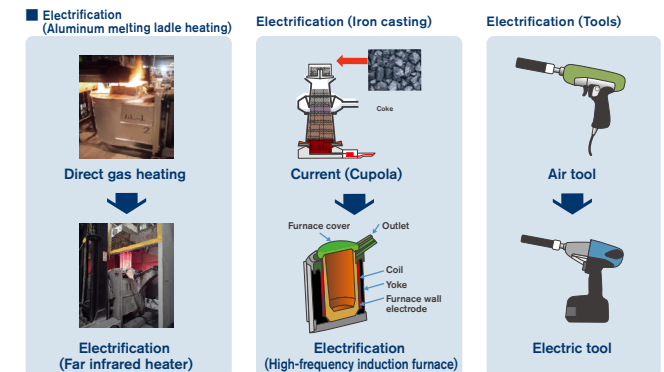 Electrification
(Aluminum melting ladle heating)
Direct gas heating
Electrification
(Far infrared heater)
Electrification (Iron casting)
Coke
Current (Cupola)
Furnace cover
Outlet
Coil
Yoke
Furnace wall
electrode
Electrification
(High-frequency induction furnace)
Electrification (Tools)
Air tool
Electric tool